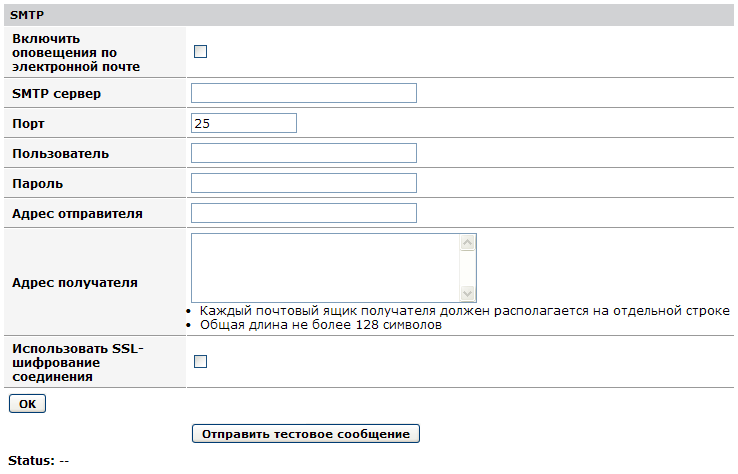 SMTP
Включить
оповещения по
электронной почте
SMTP сервер
Порт
25
Пользователь
Пароль
Адрес отправителя
Адрес получателя
• Каждый почтовый ящик получателя должен располагается на отдельной строке
• Общая длина не более 128 символов
Использовать SSL-
шифрование
соединения
OK
Отправить тестовое сообщение
Status: --